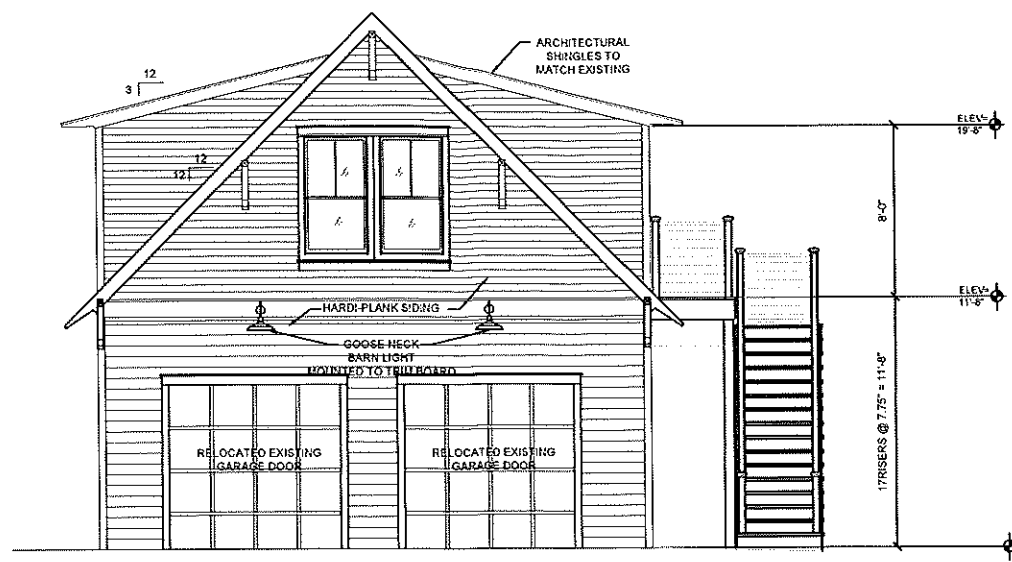 ARCHITECTURAL
SHINGLES TO
MATCH EXISTING
12
3
ELEV=
19'-8"
12
12
8'-0"
ELEV=
11'-8"
HARDI-PLANK SIDING
GOOSE NECK
BARN LIGHT
MOUNTED TO TRIM BOARD
17RISERS @ 7.75" = 11'-8"
RELOCATED EXISTING
GARAGE DOOR
RELOCATED EXISTING
GARAGE DOOR